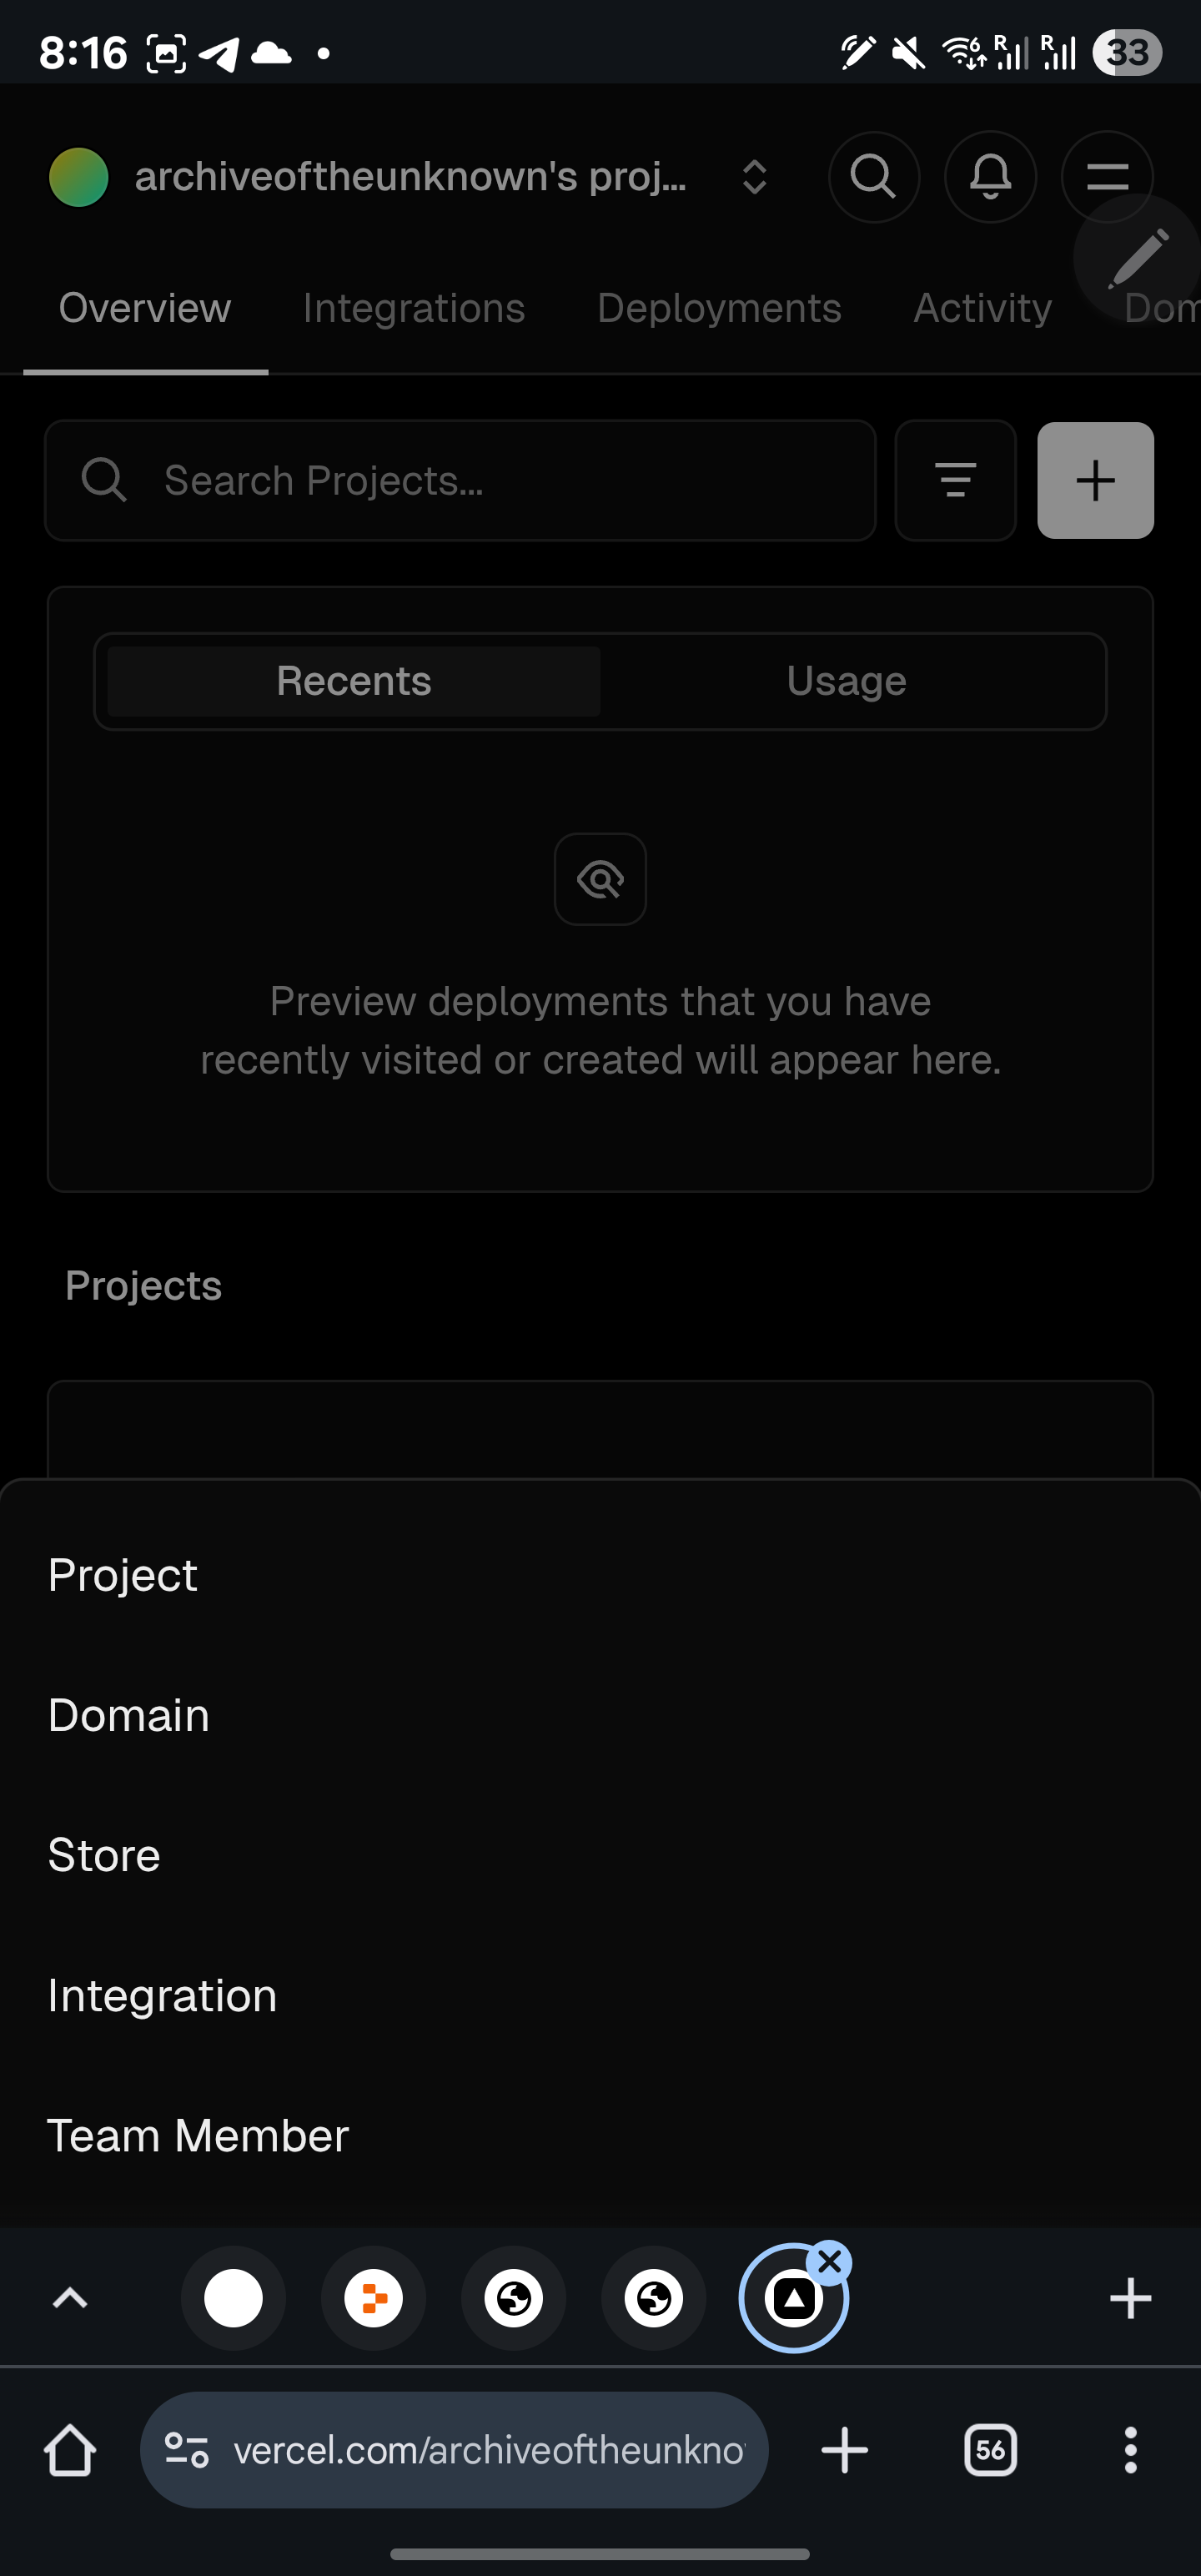 8:16
R R 33
archiveoftheunknown's proj...
Overview Integrations Deployments Activity Dom
Search Projects...
Recents Usage
Preview deployments that you have
recently visited or created will appear here.
Projects
Project
Domain
Store
Integration
Team Member
vercel.com/archiveoftheunkno
56